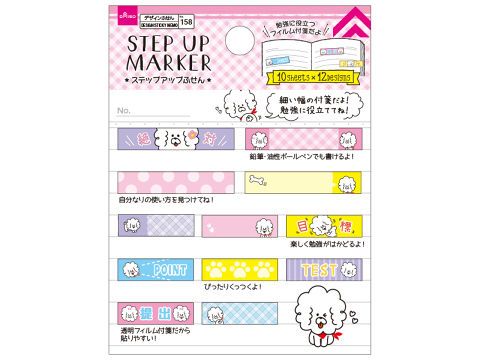 DAISO
デザインふせん
DESIGN STICKY MEMO
158
STEP UP
MARKER
★ステップアップふせん★
勉強に役立つ
フィルム付箋だよ!
10sheets×12designs
No.
細い幅の付箋だよ!
勉強に役立ててね!
絶対
鉛筆・油性ボールペンでも書けるよ!
自分なりの使い方を見つけてね!
目標
楽しく勉強がはかどるよ!
POINT
TEST
ぴったりくっつくよ!
提出
透明フィルム付箋だから
貼りやすい!